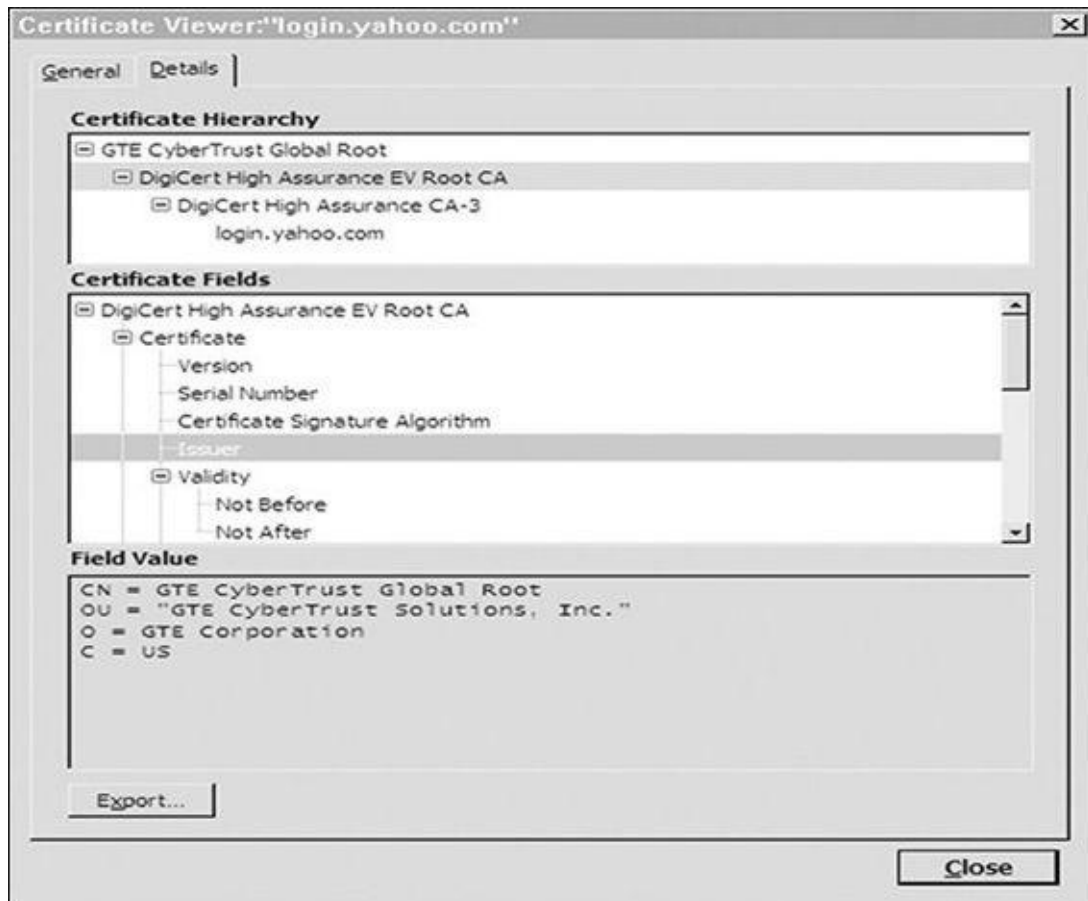 Certificate Viewer:"login.yahoo.com"
General Details
Certificate Hierarchy
GTE CyberTrust Global Root
DigiCert High Assurance EV Root CA
DigiCert High Assurance CA-3
login.yahoo.com
Certificate Fields
DigiCert High Assurance EV Root CA
Certificate
Version
Serial Number
Certificate Signature Algorithm
Issuer
Validity
Not Before
Not After
Field Value
CN = GTE CyberTrust Global Root
OU = "GTE CyberTrust Solutions, Inc."
O = GTE Corporation
C = US
Export...
Close